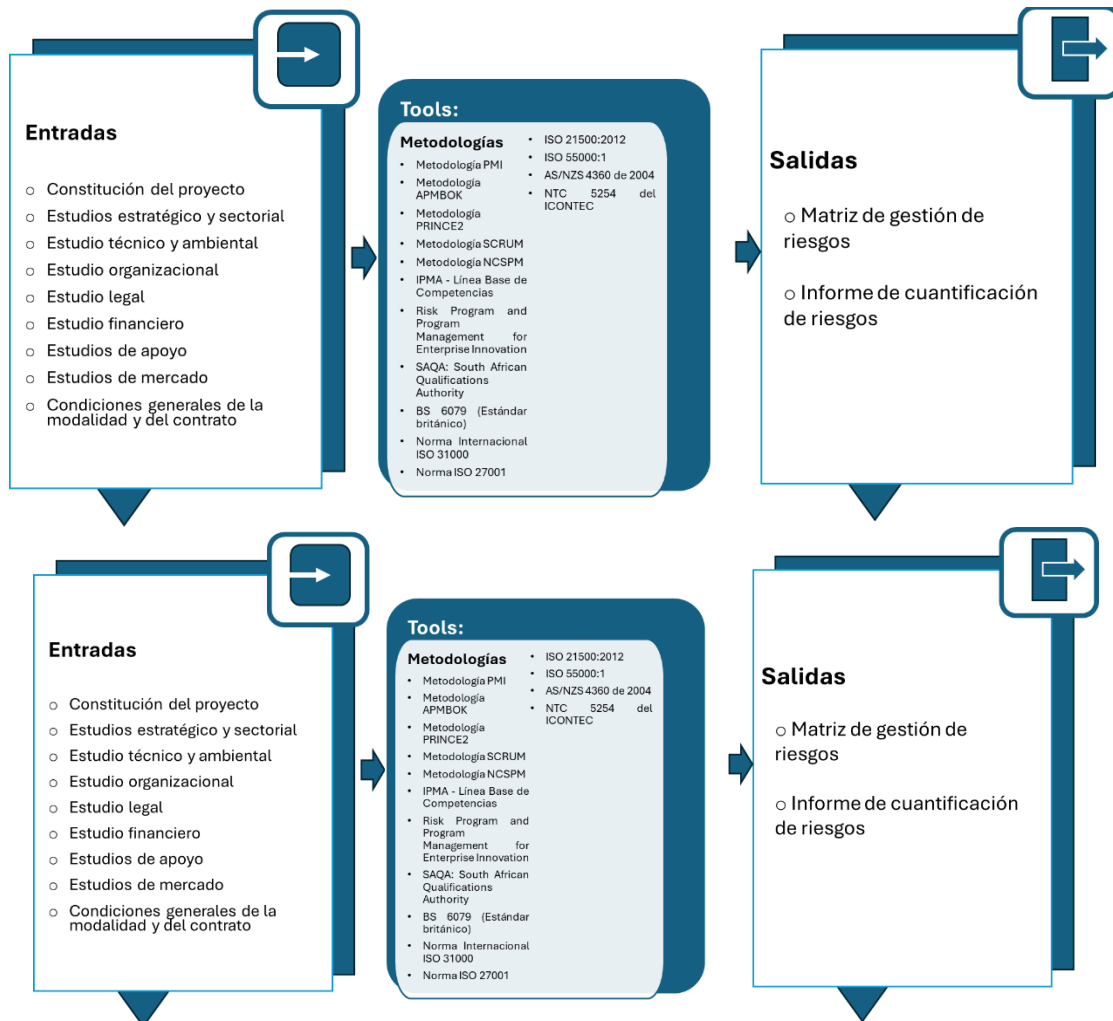 Entradas
o Constitución del proyecto
o Estudios estratégico y sectorial
o Estudio técnico y ambiental
o Estudio organizacional
o Estudio legal
o Estudio financiero
o Estudios de apoyo
o Estudios de mercado
o Condiciones generales de la
modalidad y del contrato
Tools:
Metodologías
• Metodología PMI
• Metodología
APMBOK
• Metodología
PRINCE2
• Metodología SCRUM
• Metodología NCSPM
• IPMA - Línea Base de
Competencias
• Risk Program and
Program
Management for
Enterprise Innovation
• SAQA: South African
Qualifications
Authority
• BS 6079 (Estándar
británico)
• Norma Internacional
ISO 31000
• Norma ISO 27001
• ISO 21500:2012
• ISO 55000:1
• AS/NZS 4360 de 2004
• NTC 5254 del
ICONTEC
Salidas
o Matriz de gestión de
riesgos
o Informe de cuantificación
de riesgos
Entradas
o Constitución del proyecto
o Estudios estratégico y sectorial
o Estudio técnico y ambiental
o Estudio organizacional
o Estudio legal
o Estudio financiero
o Estudios de apoyo
o Estudios de mercado
o Condiciones generales de la
modalidad y del contrato
Tools:
Metodologías
• Metodología PMI
• Metodología
APMBOK
• Metodología
PRINCE2
• Metodología SCRUM
• Metodología NCSPM
• IPMA - Línea Base de
Competencias
• Risk Program and
Program
Management for
Enterprise Innovation
• SAQA: South African
Qualifications
Authority
• BS 6079 (Estándar
británico)
• Norma Internacional
ISO 31000
• Norma ISO 27001
• ISO 21500:2012
• ISO 55000:1
• AS/NZS 4360 de 2004
• NTC 5254 del
ICONTEC
Salidas
o Matriz de gestión de
riesgos
o Informe de cuantificación
de riesgos